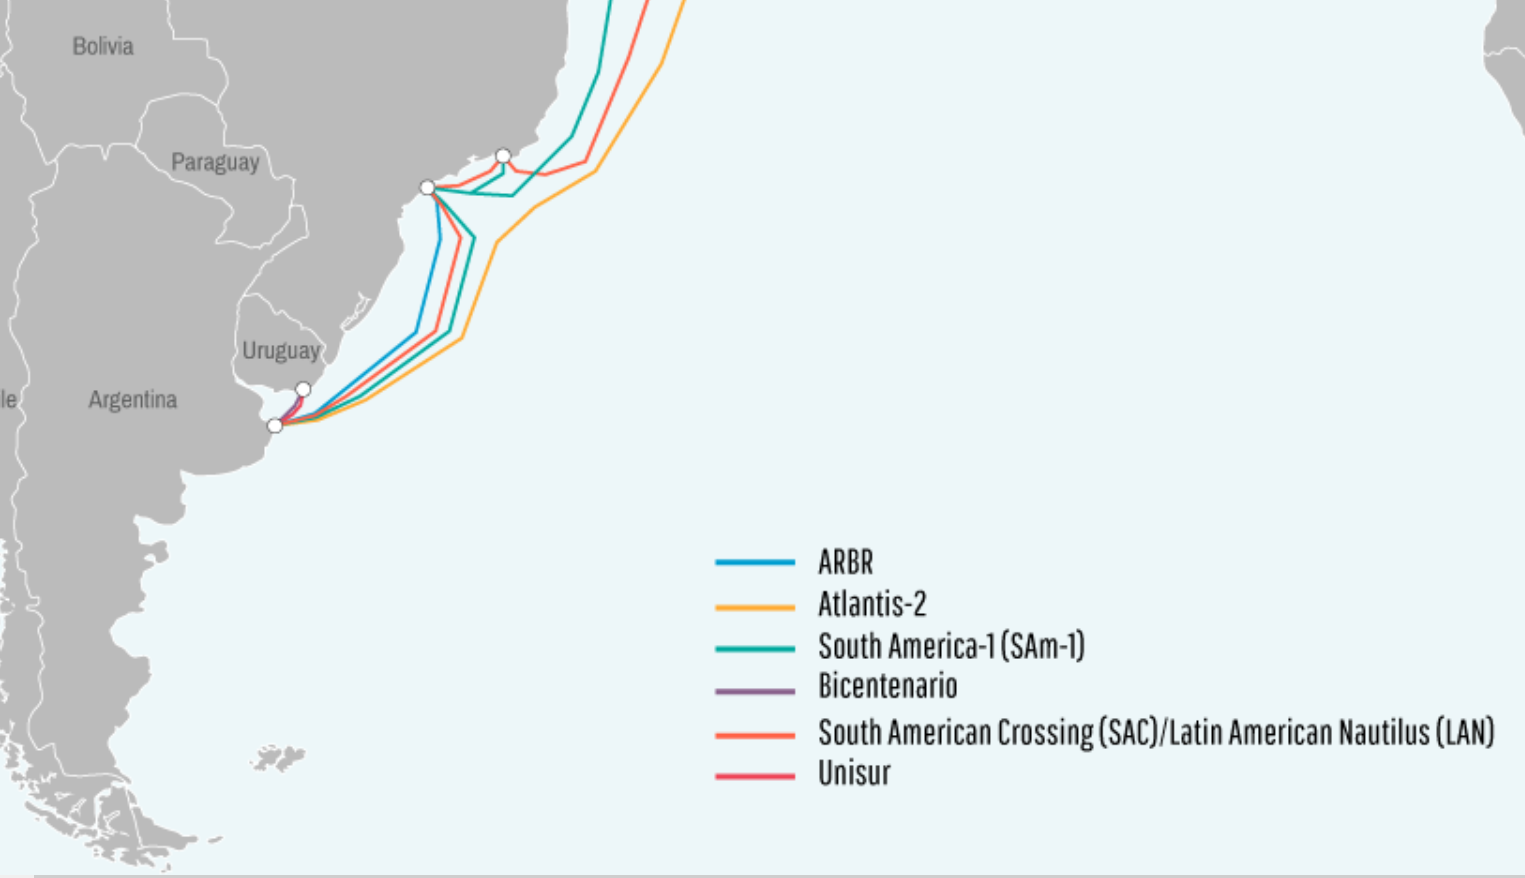 Bolivia
Paraguay
Uruguay
le
Argentina
ARBR
Atlantis-2
South America-1 (SAm-1)
Bicentenario
South American Crossing (SAC)/Latin American Nautilus (LAN)
Unisur